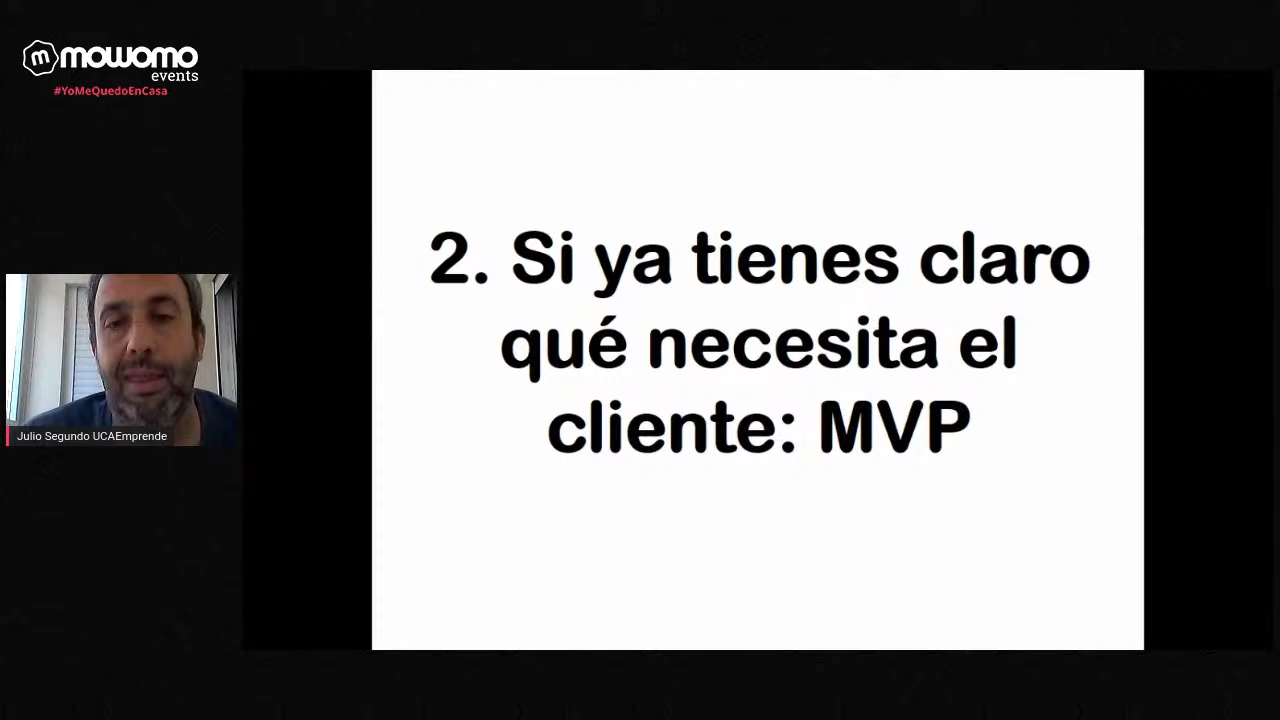 mowomo
events
#YoMeQuedoEnCasa
2. Si ya tienes claro
qué necesita el
cliente: MVP
Julio Segundo UCAEmprende